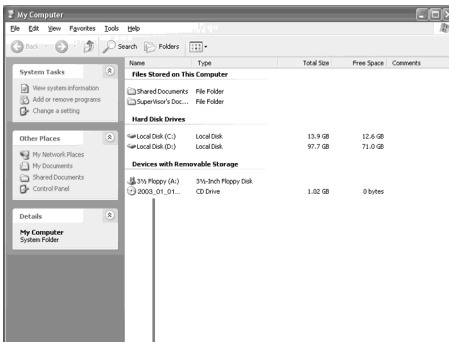 My Computer
File Edit View Favorites Tools Help
Back Search Folders
Name Type Total Size Free Space Comments
System Tasks
View system information
Add or remove programs
Change a setting
Other Places
My Network Places
My Documents
Shared Documents
Control Panel
Details
My Computer
System Folder
Files Stored on This Computer
Shared Documents File Folder
SuperVisor's Doc... File Folder
Hard Disk Drives
Local Disk (C:) Local Disk 13.9 GB 12.6 GB
Local Disk (D:) Local Disk 97.7 GB 71.0 GB
Devices with Removable Storage
3½ Floppy (A:) 3½-Inch Floppy Disk
2003_01_01... CD Drive 1.02 GB 0 bytes